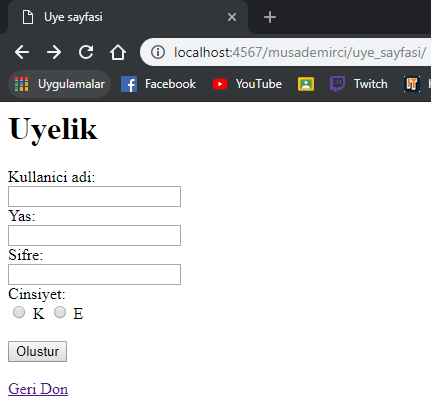 Uye sayfasi
localhost:4567/musademirci/uye_sayfasi/
Uygulamalar Facebook YouTube Twitch
Uyelik
Kullanici adi:
Yas:
Sifre:
Cinsiyet:
K E
Olustur
Geri Don